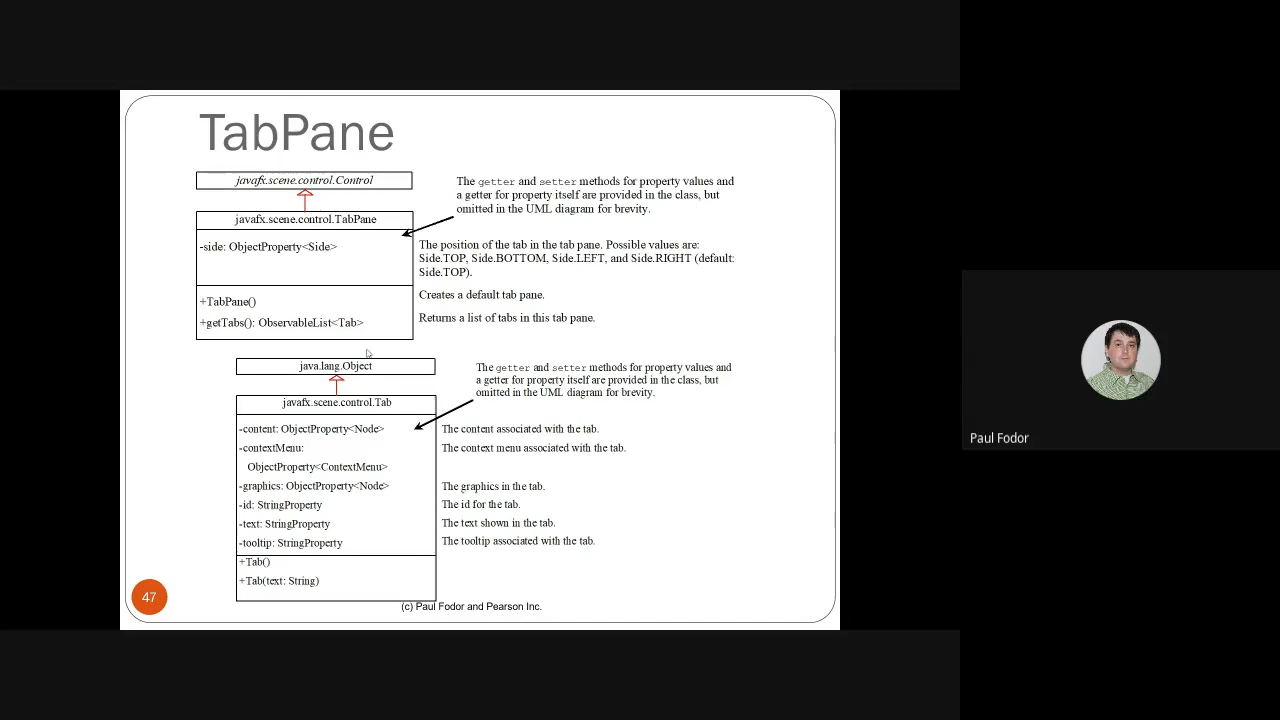 TabPane
javafx.scene.control.Control
The getter and setter methods for property values and
a getter for property itself are provided in the class, but
omitted in the UML diagram for brevity.
javafx.scene.control.TabPane
-side: ObjectProperty<Side>
The position of the tab in the tab pane. Possible values are:
Side.TOP, Side.BOTTOM, Side.LEFT, and Side.RIGHT (default:
Side.TOP).
+TabPane()
Creates a default tab pane.
+getTabs(): ObservableList<Tab>
Returns a list of tabs in this tab pane.
java.lang.Object
The getter and setter methods for property values and
a getter for property itself are provided in the class, but
omitted in the UML diagram for brevity.
javafx.scene.control.Tab
-content: ObjectProperty<Node>
The content associated with the tab.
-contextMenu:
The context menu associated with the tab.
ObjectProperty<ContextMenu>
-graphics: ObjectProperty<Node>
The graphics in the tab.
-id: StringProperty
The id for the tab.
-text: StringProperty
The text shown in the tab.
-tooltip: StringProperty
The tooltip associated with the tab.
+Tab()
+Tab(text: String)
47
(c) Paul Fodor and Pearson Inc.
Paul Fodor